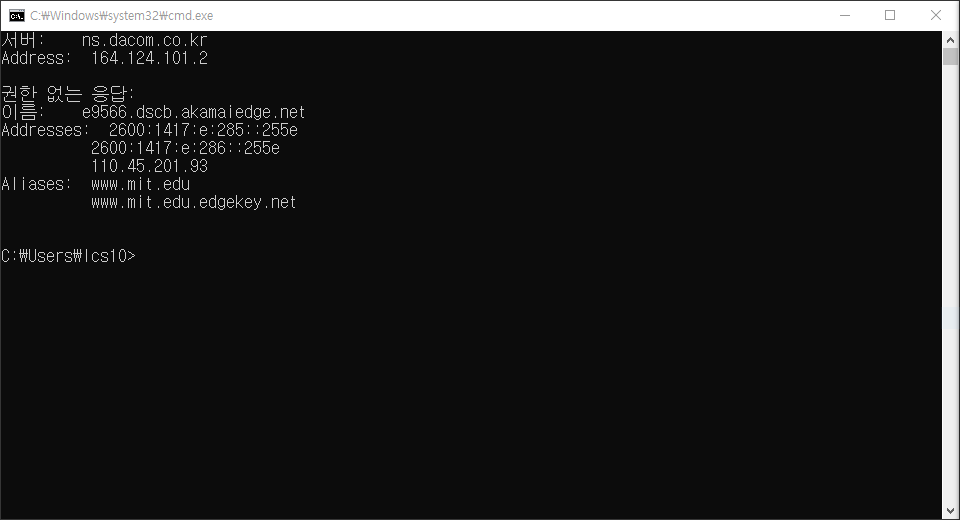 C:\Windows\system32\cmd.exe
서버:    ns.dacom.co.kr
Address:  164.124.101.2
권한 없는 응답:
이름:    e9566.dscb.akamaiedge.net
Addresses:  2600:1417:e:285::255e
2600:1417:e:286::255e
110.45.201.93
Aliases:  www.mit.edu
www.mit.edu.edgekey.net
C:₩Users₩lcs10>